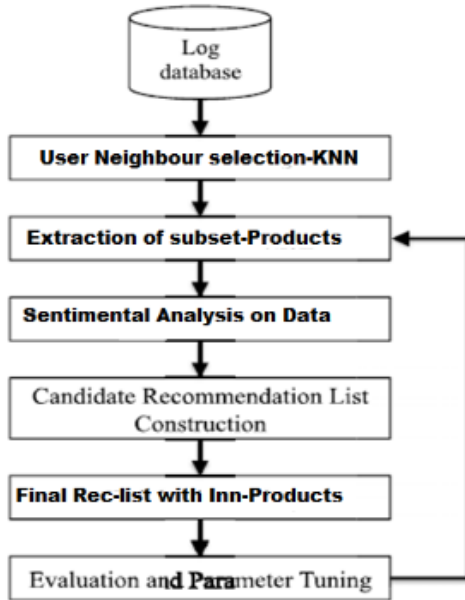 Log
database
User Neighbour selection-KNN
Extraction of subset-Products
Sentimental Analysis on Data
Candidate Recommendation List
Construction
Final Rec-list with Inn-Products
Evaluation and Parameter Tuning